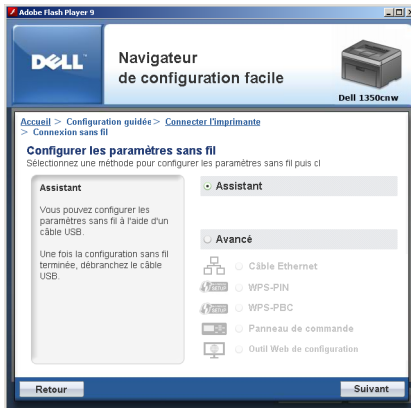 Adobe Flash Player 9
DELL™
Navigateur
de configuration facile
Dell 1350cnw
Accueil > Configuration guidée > Connecter l'imprimante
> Connexion sans fil
Configurer les paramètres sans fil
Sélectionnez une méthode pour configurer les paramètres sans fil puis cl
Assistant
Vous pouvez configurer les
paramètres sans fil à l'aide d'un
câble USB.
Une fois la configuration sans fil
terminée, débranchez le câble
USB.
Assistant
Avancé
Câble Ethernet
WPS-PIN
WPS-PBC
Panneau de commande
Outil Web de configuration
Retour
Suivant